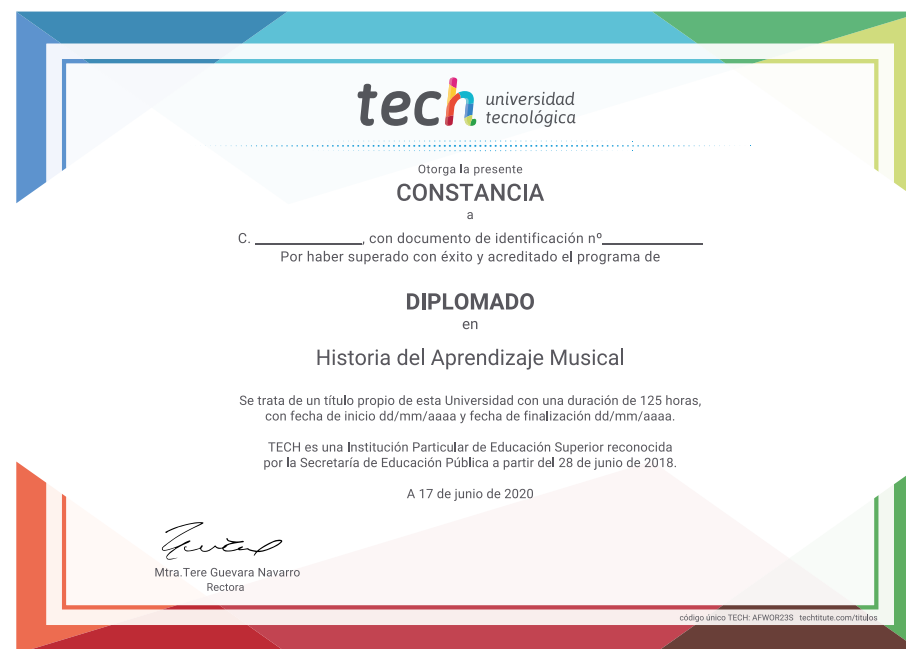 tech universidad
tecnológica
Otorga la presente
CONSTANCIA
a
C. ____________, con documento de identificación nº____________
Por haber superado con éxito y acreditado el programa de
DIPLOMADO
en
Historia del Aprendizaje Musical
Se trata de un título propio de esta Universidad con una duración de 125 horas,
con fecha de inicio dd/mm/aaaa y fecha de finalización dd/mm/aaaa.
TECH es una Institución Particular de Educación Superior reconocida
por la Secretaría de Educación Pública a partir del 28 de junio de 2018.
A 17 de junio de 2020
Mtra.Tere Guevara Navarro
Rectora
código único TECH: AFWOR23S techtitute.com/titulos